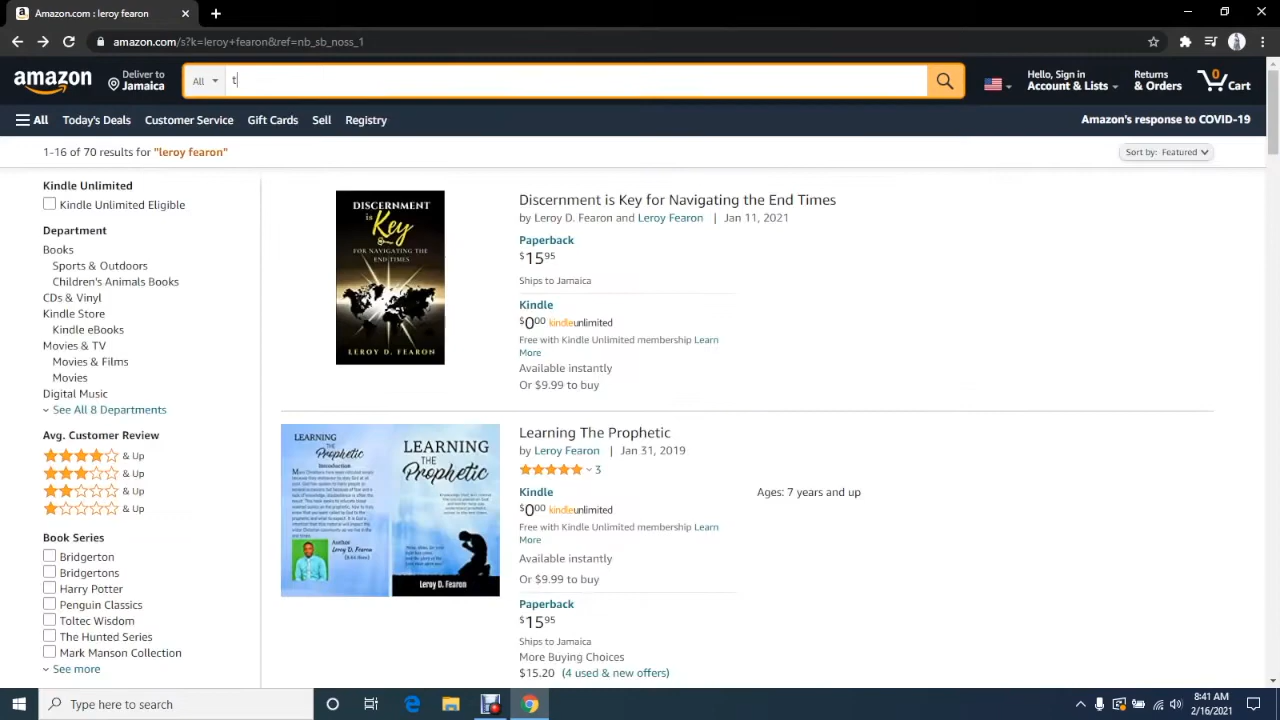 Amazon.com: leroy fearon
amazon.com/s?k=leroy+fearon&ref=nb_sb_noss_1
amazon
Deliver to
Jamaica
All
t
Hello, Sign in
Account & Lists
Returns
& Orders
0
Cart
All
Today's Deals
Customer Service
Gift Cards
Sell
Registry
Amazon's response to COVID-19
1-16 of 70 results for "leroy fearon"
Sort by: Featured
Kindle Unlimited
Kindle Unlimited Eligible
Department
Books
Sports & Outdoors
Children's Animals Books
CDs & Vinyl
Kindle Store
Kindle eBooks
Movies & TV
Movies & Films
Movies
Digital Music
See All 8 Departments
Avg. Customer Review
& Up
& Up
& Up
& Up
Book Series
Bridgerton
Bridgertons
Harry Potter
Penguin Classics
Toltec Wisdom
The Hunted Series
Mark Manson Collection
See more
DISCERNMENT
is
Key
FOR NAVIGATING THE
END TIMES
LEROY D. FEARON
Discernment is Key for Navigating the End Times
by Leroy D. Fearon and Leroy Fearon | Jan 11, 2021
Paperback
$15 95
Ships to Jamaica
Kindle
$0 00 kindleunlimited
Free with Kindle Unlimited membership Learn
More
Available instantly
Or $9.99 to buy
LEARNING
THE
Prophetic
Introduction
Author
Leroy D. Fearon
LEARNING
THE
Prophetic
Leroy D. Fearon
Learning The Prophetic
by Leroy Fearon | Jan 31, 2019
3
Kindle
Ages: 7 years and up
$0 00 kindleunlimited
Free with Kindle Unlimited membership Learn
More
Available instantly
Or $9.99 to buy
Paperback
$15 95
Ships to Jamaica
More Buying Choices
$15.20 (4 used & new offers)
Type here to search
8:41 AM
2/16/2021